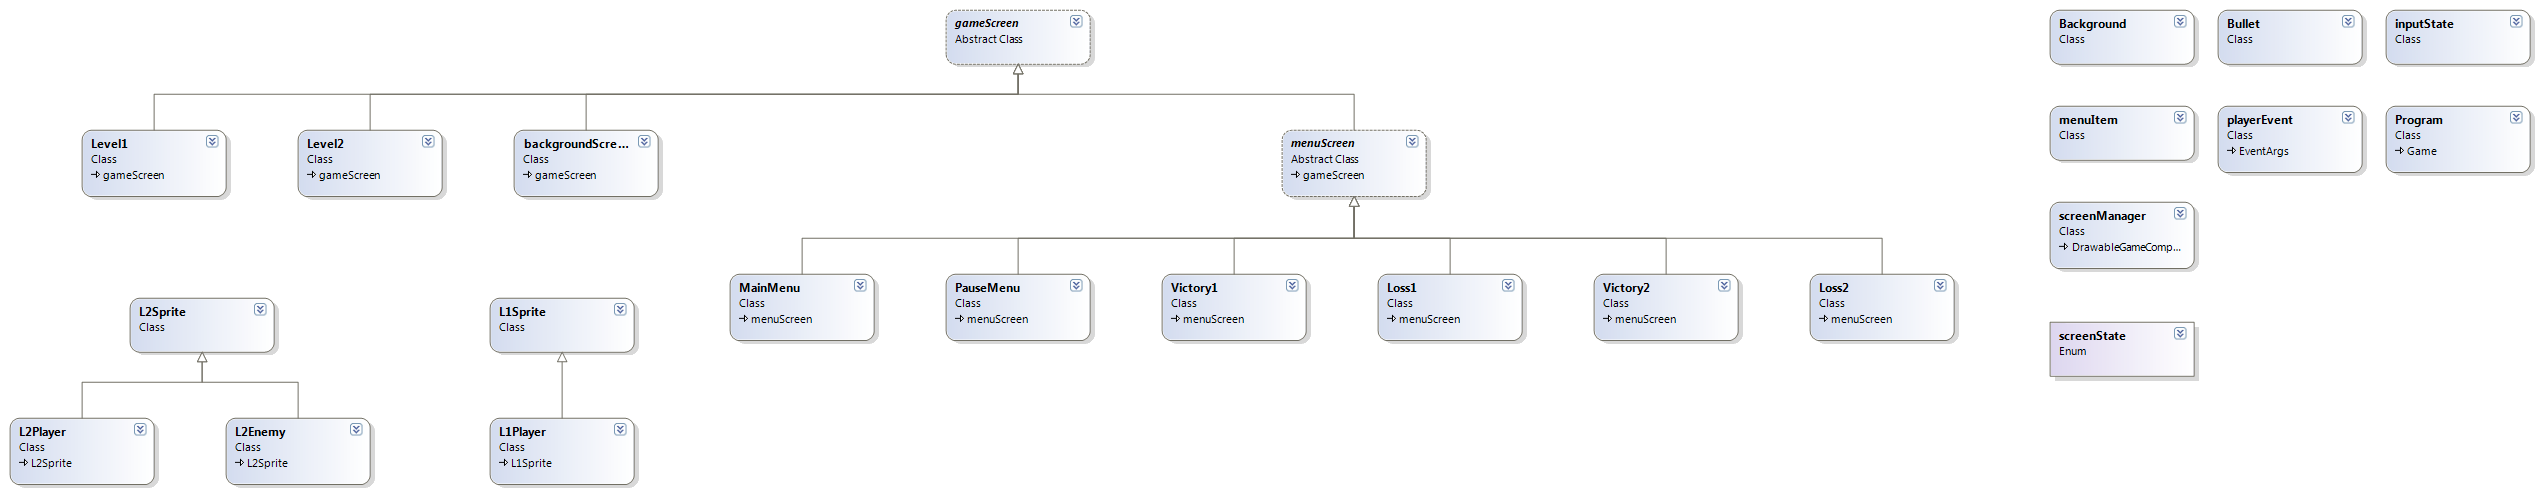 gameScreen
Abstract Class
Background
Class
Bullet
Class
inputState
Class
Level1
Class
gameScreen
Level2
Class
gameScreen
backgroundScre...
Class
gameScreen
menuScreen
Abstract Class
gameScreen
menuItem
Class
playerEvent
Class
EventArgs
Program
Class
Game
screenManager
Class
DrawableGameComp...
L2Sprite
Class
L1Sprite
Class
MainMenu
Class
menuScreen
PauseMenu
Class
menuScreen
Victory1
Class
menuScreen
Loss1
Class
menuScreen
Victory2
Class
menuScreen
Loss2
Class
menuScreen
screenState
Enum
L2Player
Class
L2Sprite
L2Enemy
Class
L2Sprite
L1Player
Class
L1Sprite